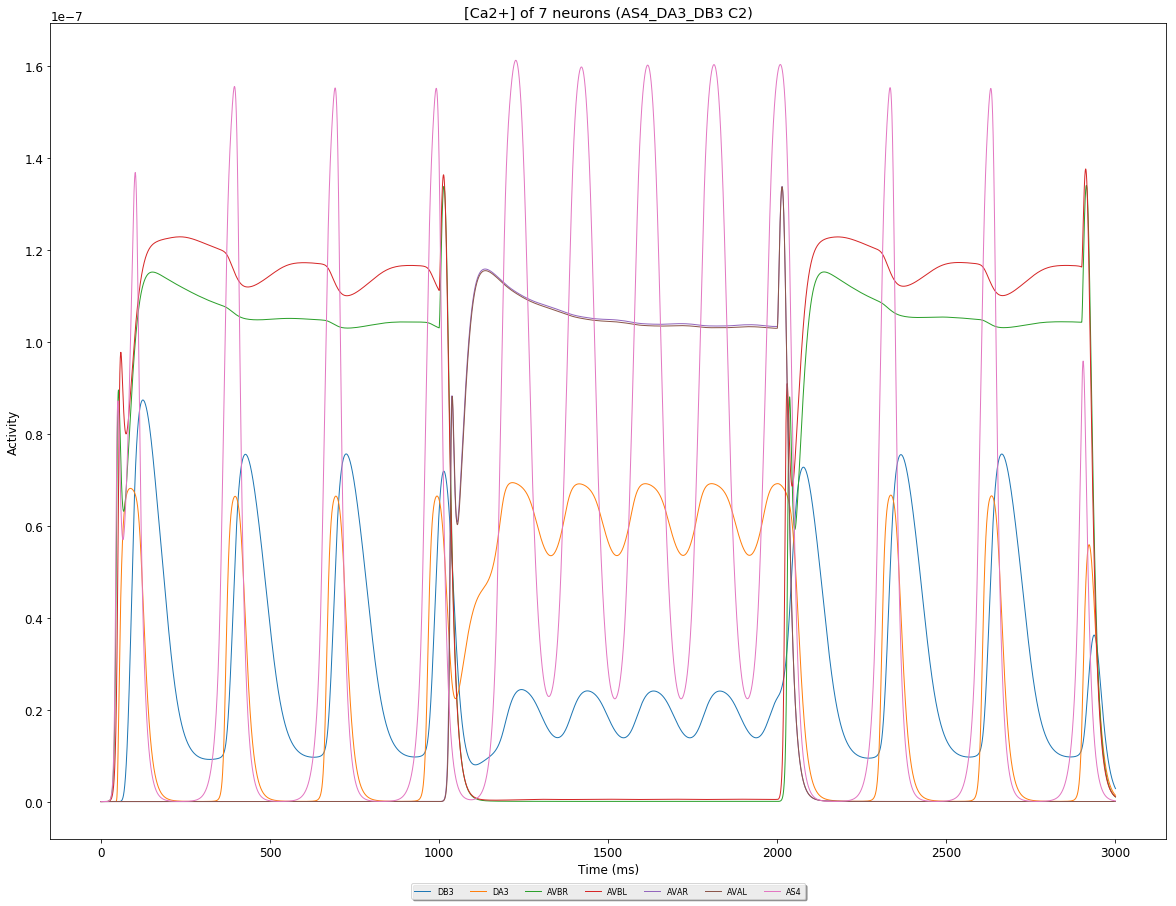 [Ca2+] of 7 neurons (AS4_DA3_DB3 C2)
1e−7
1.6
1.4
1.2
1.0
0.8
0.6
0.4
0.2
0.0
Activity
0 500 1000 1500 2000 2500 3000
Time (ms)
DB3 DA3 AVBR AVBL AVAR AVAL AS4